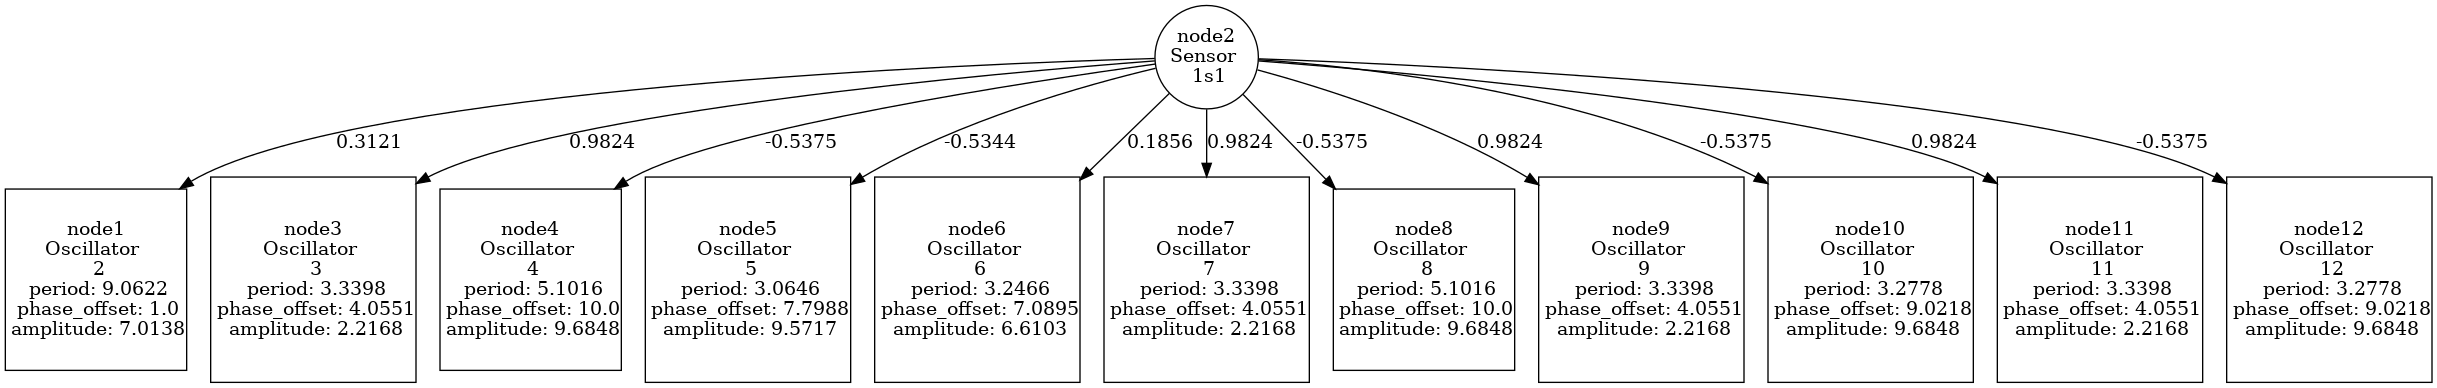 node2
Sensor
1s1
0.3121
0.9824
-0.5375
-0.5344
0.1856
0.9824
-0.5375
0.9824
-0.5375
0.9824
-0.5375
node1
Oscillator
2
period: 9.0622
phase_offset: 1.0
amplitude: 7.0138
node3
Oscillator
3
period: 3.3398
phase_offset: 4.0551
amplitude: 2.2168
node4
Oscillator
4
period: 5.1016
phase_offset: 10.0
amplitude: 9.6848
node5
Oscillator
5
period: 3.0646
phase_offset: 7.7988
amplitude: 9.5717
node6
Oscillator
6
period: 3.2466
phase_offset: 7.0895
amplitude: 6.6103
node7
Oscillator
7
period: 3.3398
phase_offset: 4.0551
amplitude: 2.2168
node8
Oscillator
8
period: 5.1016
phase_offset: 10.0
amplitude: 9.6848
node9
Oscillator
9
period: 3.3398
phase_offset: 4.0551
amplitude: 2.2168
node10
Oscillator
10
period: 3.2778
phase_offset: 9.0218
amplitude: 9.6848
node11
Oscillator
11
period: 3.3398
phase_offset: 4.0551
amplitude: 2.2168
node12
Oscillator
12
period: 3.2778
phase_offset: 9.0218
amplitude: 9.6848